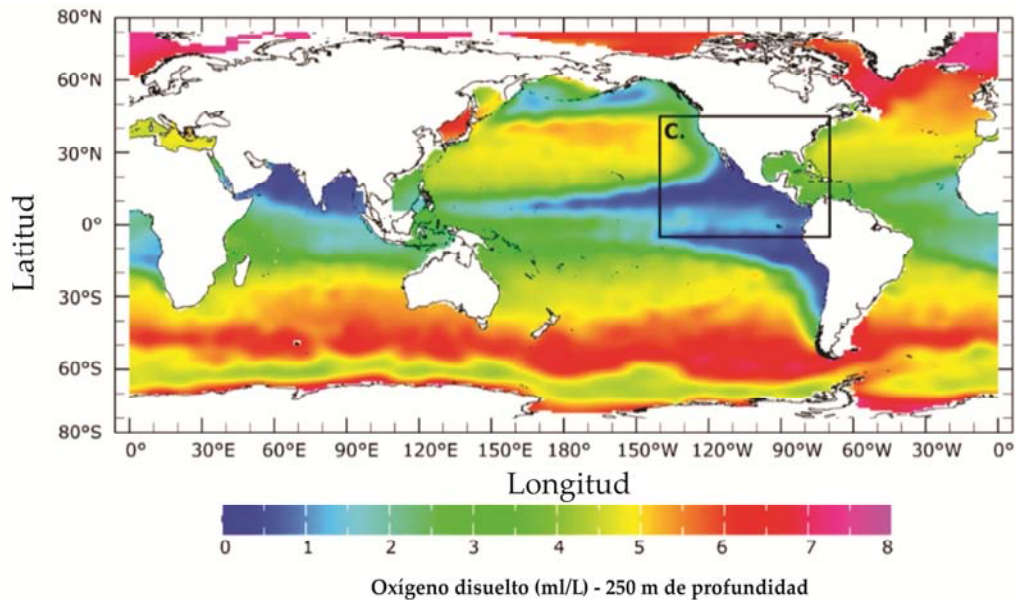 80°N
60°N
30°N
0°
30°S
60°S
80°S
Latitud
C.
0° 30°E 60°E 90°E 120°E 150°E 180° 150°W 120°W 90°W 60°W 30°W 0°
Longitud
0 1 2 3 4 5 6 7 8
Oxígeno disuelto (ml/L) - 250 m de profundidad